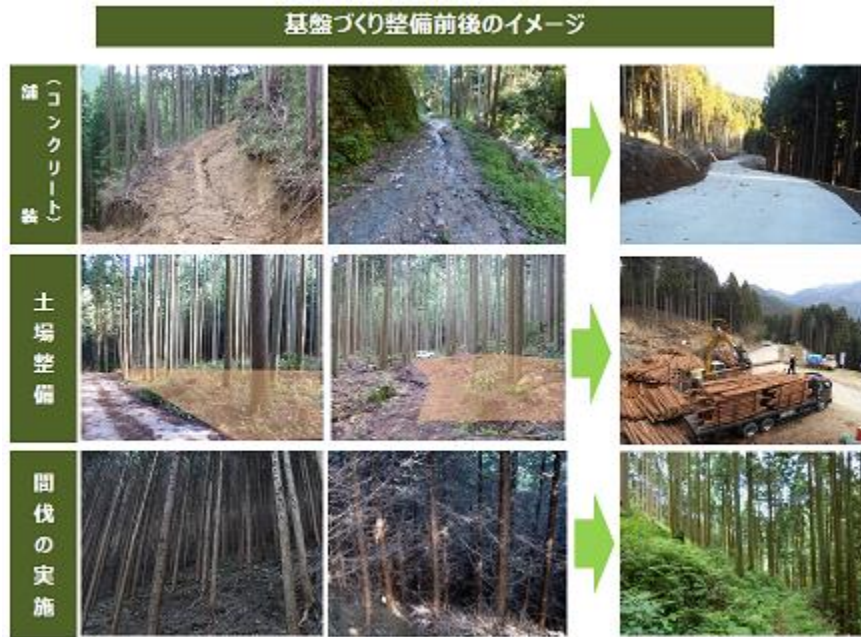 基盤づくり整備前後のイメージ
舗装
（コンクリート）
土場整備
間伐の実施